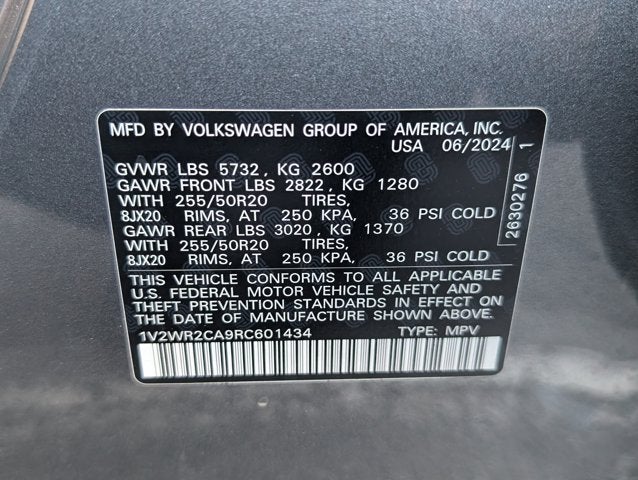 MFD BY VOLKSWAGEN GROUP OF AMERICA, INC.
USA 06/2024
GVWR LBS 5732 , KG 2600
GAWR FRONT LBS 2822 , KG 1280
WITH 255/50R20 TIRES,
8JX20 RIMS, AT 250 KPA, 36 PSI COLD
GAWR REAR LBS 3020 , KG 1370
WITH 255/50R20 TIRES,
8JX20 RIMS, AT 250 KPA, 36 PSI COLD
THIS VEHICLE CONFORMS TO ALL APPLICABLE
U.S. FEDERAL MOTOR VEHICLE SAFETY AND
THEFT PREVENTION STANDARDS IN EFFECT ON
THE DATE OF MANUFACTURE SHOWN ABOVE.
1V2WR2CA9RC601434 TYPE: MPV
2630276 1